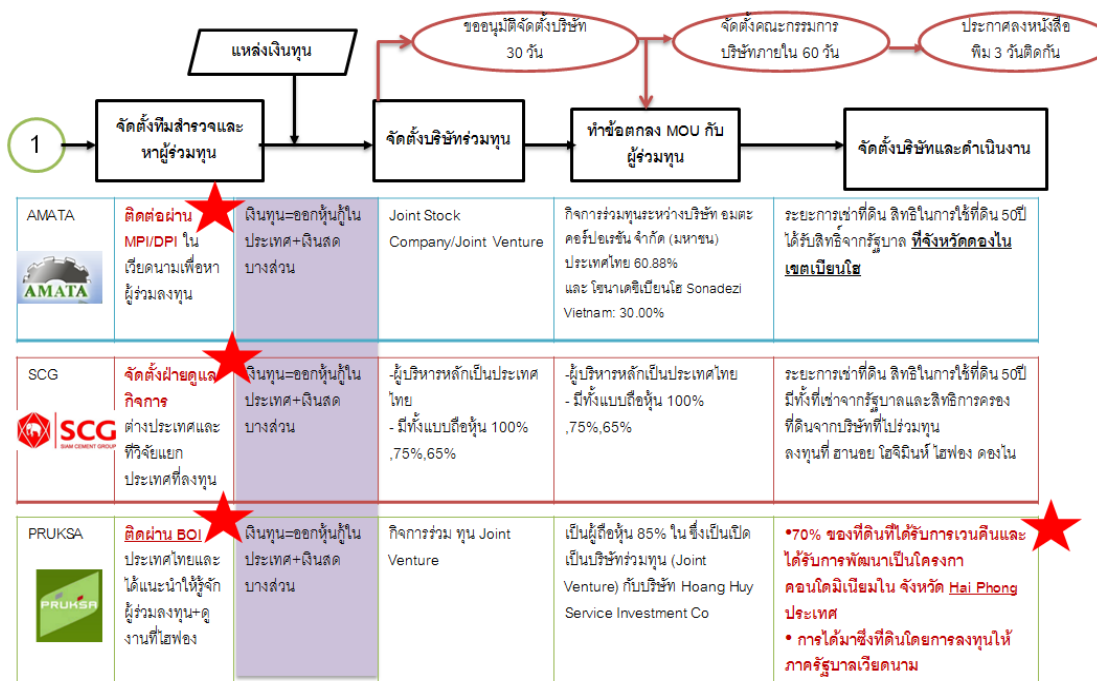 ขออนุมัติจัดตั้งบริษัท
30 วัน
จัดตั้งคณะกรรมการ
บริษัทภายใน 60 วัน
ประกาศลงหนังสือ
พิม 3 วันติดกัน
แหล่งเงินทุน
1
จัดตั้งทีมสำรวจและ
หาผู้ร่วมทุน
จัดตั้งบริษัทร่วมทุน
ทำข้อตกลง MOU กับ
ผู้ร่วมทุน
จัดตั้งบริษัทและดำเนินงาน
AMATA
AMATA
ติดต่อผ่าน
MPI/DPI ใน
เวียดนามเพื่อหา
ผู้ร่วมลงทุน
เงินทุน=ออกหุ้นกู้ใน
ประเทศ+เงินสด
บางส่วน
Joint Stock
Company/Joint Venture
กิจการร่วมทุนระหว่างบริษัท อมตะ
คอร์ปอเรชัน จำกัด (มหาชน)
ประเทศไทย 60.88%
และ โซนาเดซิเบียนโฮ Sonadezi
Vietnam: 30.00%
ระยะการเช่าที่ดิน สิทธิในการใช้ที่ดิน 50ปี
ได้รับสิทธิ์จากรัฐบาล ที่จังหวัดดองไน
เขตเบียนโฮ
SCG
SCG
SIAM CEMENT GROUP
จัดตั้งฝ่ายดูแล
กิจการ
ต่างประเทศและ
ทีวิจัยแยก
ประเทศที่ลงทุน
เงินทุน=ออกหุ้นกู้ใน
ประเทศ+เงินสด
บางส่วน
-ผู้บริหารหลักเป็นประเทศ
ไทย
- มีทั้งแบบถือหุ้น 100%
,75%,65%
-ผู้บริหารหลักเป็นประเทศไทย
- มีทั้งแบบถือหุ้น 100%
,75%,65%
ระยะการเช่าที่ดิน สิทธิในการใช้ที่ดิน 50ปี
มีทั้งที่เช่าจากรัฐบาลและสิทธิการครอง
ที่ดินจากบริษัทที่ไปร่วมทุน
ลงทุนที่ ฮานอย โฮจิมินห์ ไฮฟอง ดองไน
PRUKSA
PRUKSA
ติดผ่าน BOI
ประเทศไทยและ
ได้แนะนำให้รู้จัก
ผู้ร่วมลงทุน+ดู
งานที่ไฮฟอง
เงินทุน=ออกหุ้นกู้ใน
ประเทศ+เงินสด
บางส่วน
กิจการร่วม ทุน Joint
Venture
เป็นผู้ถือหุ้น 85% ใน ซึ่งเป็นเปิด
เป็นบริษัทร่วมทุน (Joint
Venture) กับบริษัท Hoang Huy
Service Investment Co
•70% ของที่ดินที่ได้รับการเวนคืนและ
ได้รับการพัฒนาเป็นโครงกา
คอนโดมิเนียมใน จังหวัด Hai Phong
ประเทศ
• การได้มาซึ่งที่ดินโดยการลงทุนให้
ภาครัฐบาลเวียดนาม